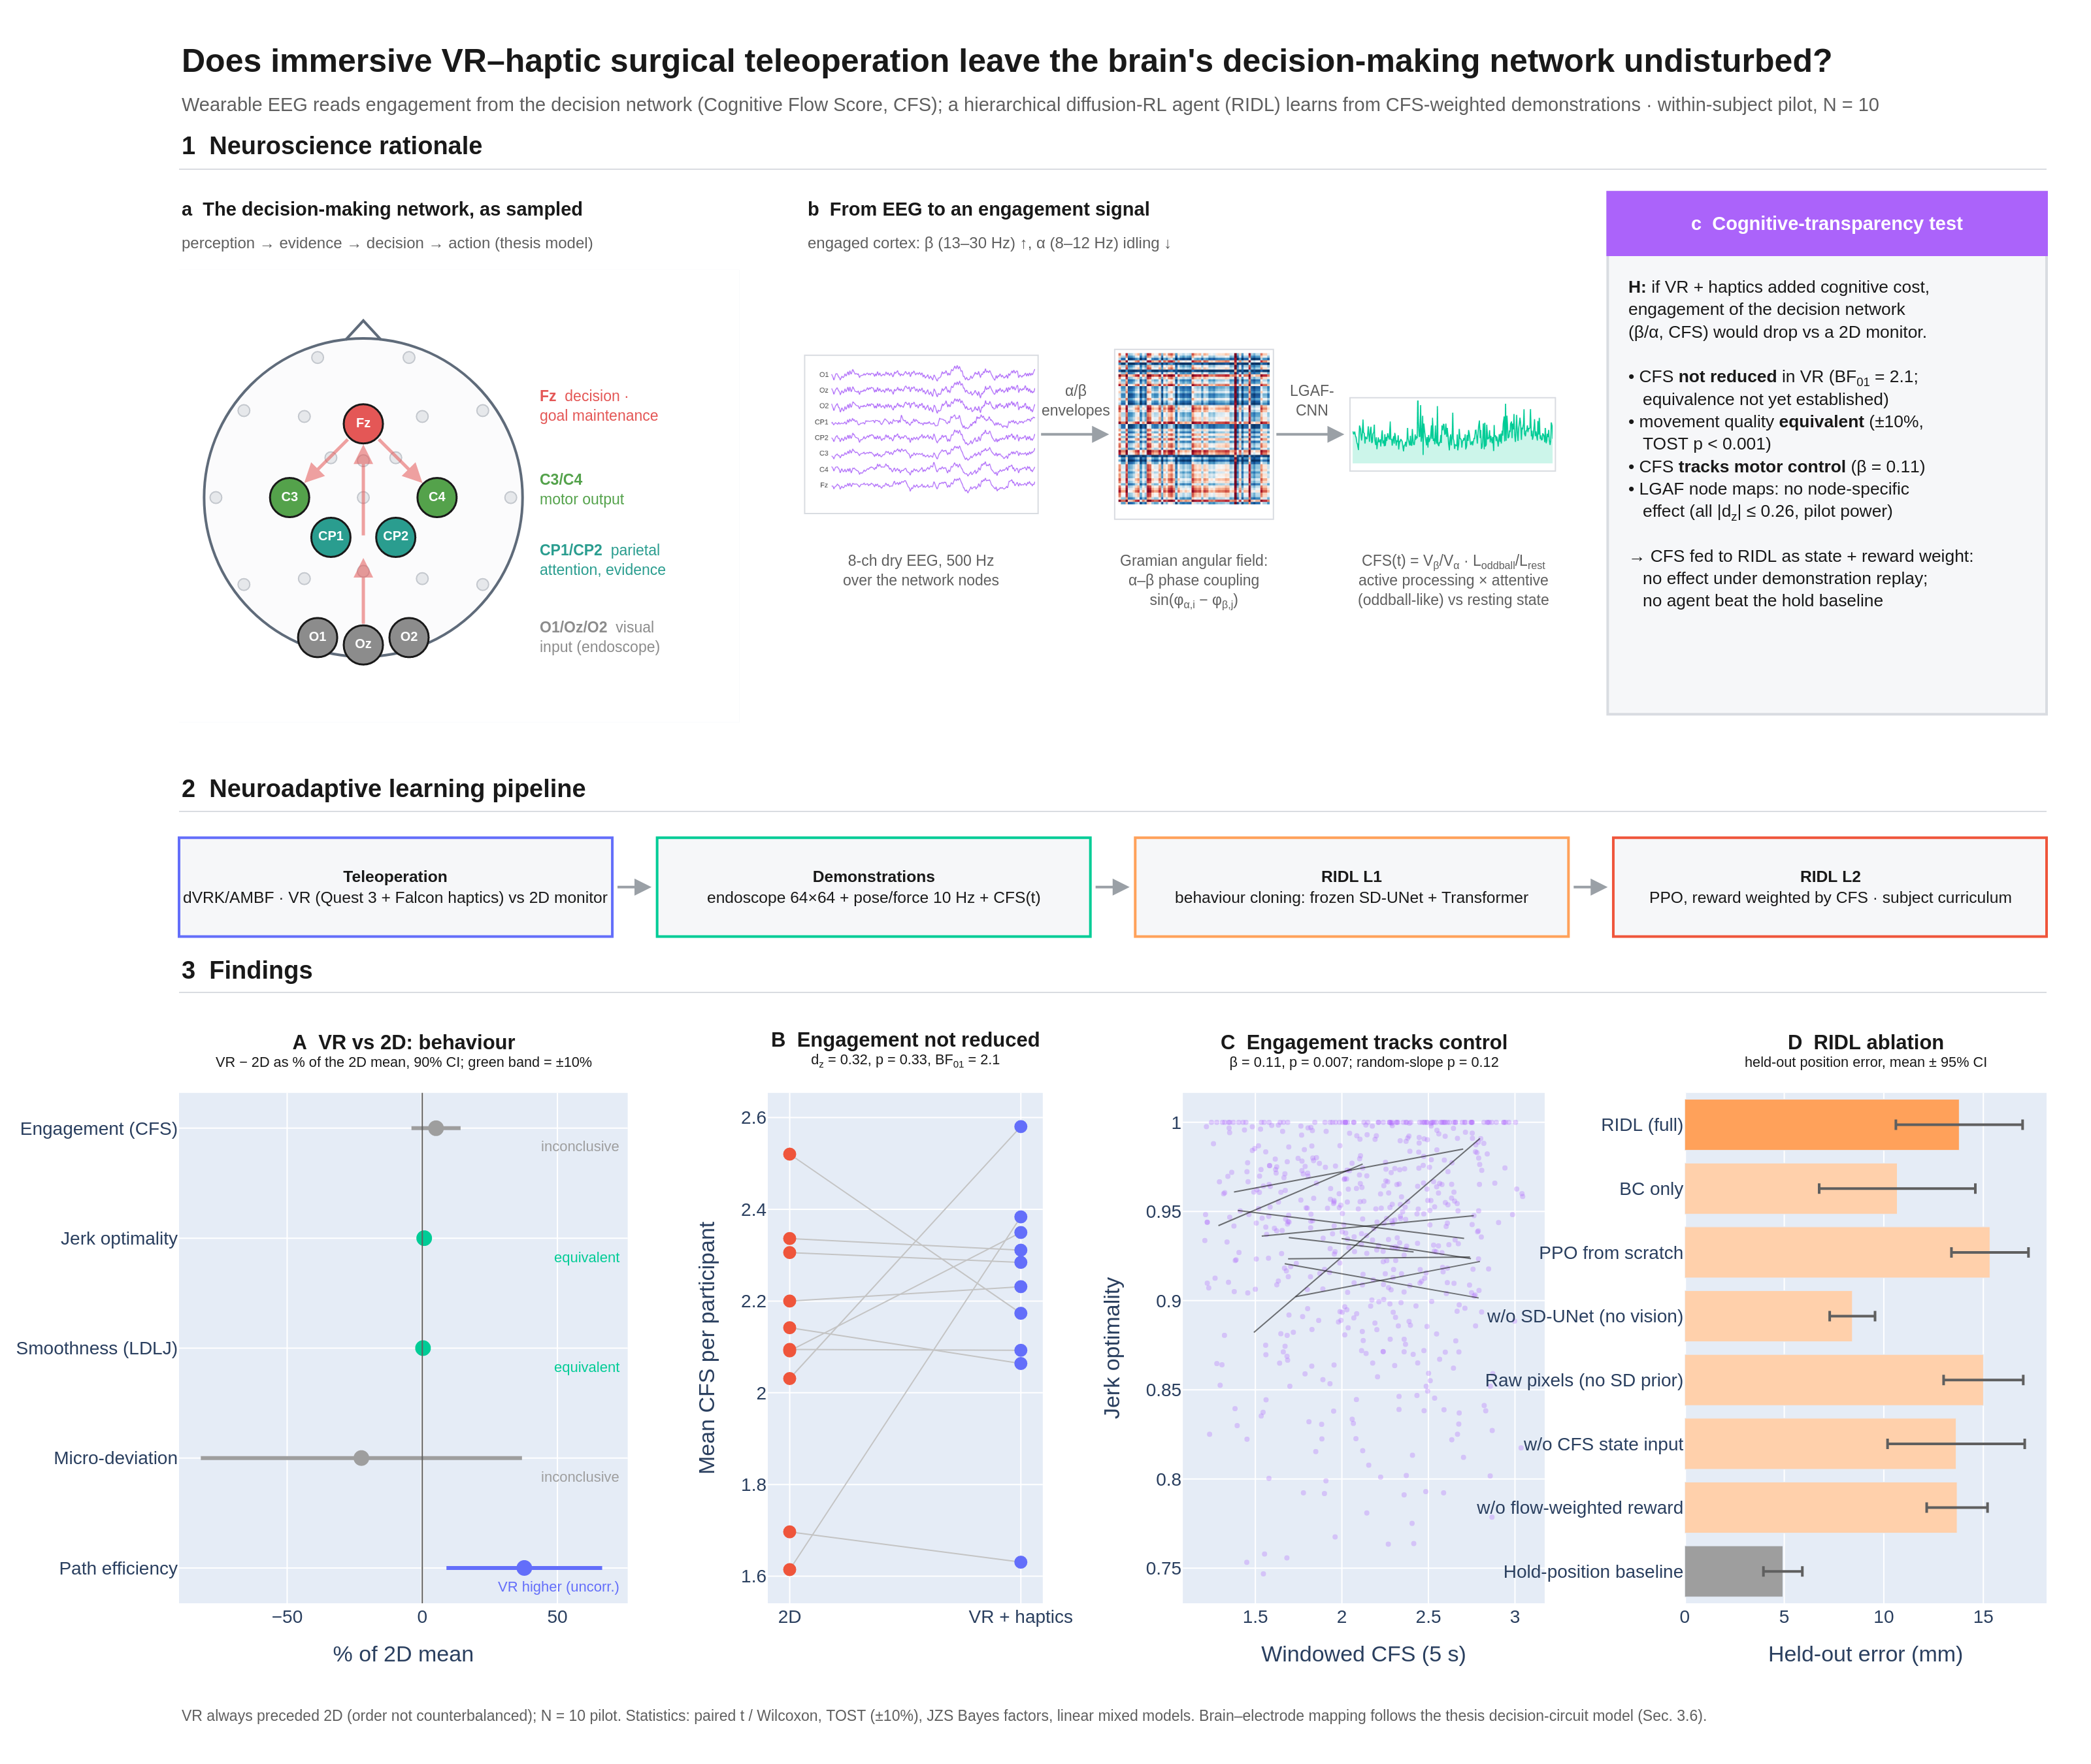 Does immersive VR–haptic surgical teleoperation leave the brain's decision-making network undisturbed?
Wearable EEG reads engagement from the decision network (Cognitive Flow Score, CFS); a hierarchical diffusion-RL agent (RIDL) learns from CFS-weighted demonstrations · within-subject pilot, N = 10
1 Neuroscience rationale
a The decision-making network, as sampled
perception → evidence → decision → action (thesis model)
Fz
C3
C4
CP1
CP2
O1
Oz
O2
Fz decision ·
goal maintenance
C3/C4
motor output
CP1/CP2 parietal
attention, evidence
O1/Oz/O2 visual
input (endoscope)
b From EEG to an engagement signal
engaged cortex: β (13–30 Hz) ↑, α (8–12 Hz) idling ↓
O1
Oz
O2
CP1
CP2
C3
C4
Fz
α/β
envelopes
LGAF-
CNN
8-ch dry EEG, 500 Hz
over the network nodes
Gramian angular field:
α–β phase coupling
sin(φα,i − φβ,j)
CFS(t) = Vβ/Vα · Loddball/Lrest
active processing × attentive
(oddball-like) vs resting state
c Cognitive-transparency test
H: if VR + haptics added cognitive cost,
engagement of the decision network
(β/α, CFS) would drop vs a 2D monitor.
• CFS not reduced in VR (BF01 = 2.1;
equivalence not yet established)
• movement quality equivalent (±10%,
TOST p < 0.001)
• CFS tracks motor control (β = 0.11)
• LGAF node maps: no node-specific
effect (all |dz| ≤ 0.26, pilot power)
→ CFS fed to RIDL as state + reward weight:
no effect under demonstration replay;
no agent beat the hold baseline
2 Neuroadaptive learning pipeline
Teleoperation
dVRK/AMBF · VR (Quest 3 + Falcon haptics) vs 2D monitor
Demonstrations
endoscope 64×64 + pose/force 10 Hz + CFS(t)
RIDL L1
behaviour cloning: frozen SD-UNet + Transformer
RIDL L2
PPO, reward weighted by CFS · subject curriculum
3 Findings
A VR vs 2D: behaviour
VR − 2D as % of the 2D mean, 90% CI; green band = ±10%
Engagement (CFS)
inconclusive
Jerk optimality
equivalent
Smoothness (LDLJ)
equivalent
Micro-deviation
inconclusive
Path efficiency
VR higher (uncorr.)
−50
0
50
% of 2D mean
B Engagement not reduced
dz = 0.32, p = 0.33, BF01 = 2.1
Mean CFS per participant
2.6
2.4
2.2
2
1.8
1.6
2D
VR + haptics
C Engagement tracks control
β = 0.11, p = 0.007; random-slope p = 0.12
Jerk optimality
1
0.95
0.9
0.85
0.8
0.75
1.5
2
2.5
3
Windowed CFS (5 s)
D RIDL ablation
held-out position error, mean ± 95% CI
RIDL (full)
BC only
PPO from scratch
w/o SD-UNet (no vision)
Raw pixels (no SD prior)
w/o CFS state input
w/o flow-weighted reward
Hold-position baseline
0
5
10
15
Held-out error (mm)
VR always preceded 2D (order not counterbalanced); N = 10 pilot. Statistics: paired t / Wilcoxon, TOST (±10%), JZS Bayes factors, linear mixed models. Brain–electrode mapping follows the thesis decision-circuit model (Sec. 3.6).